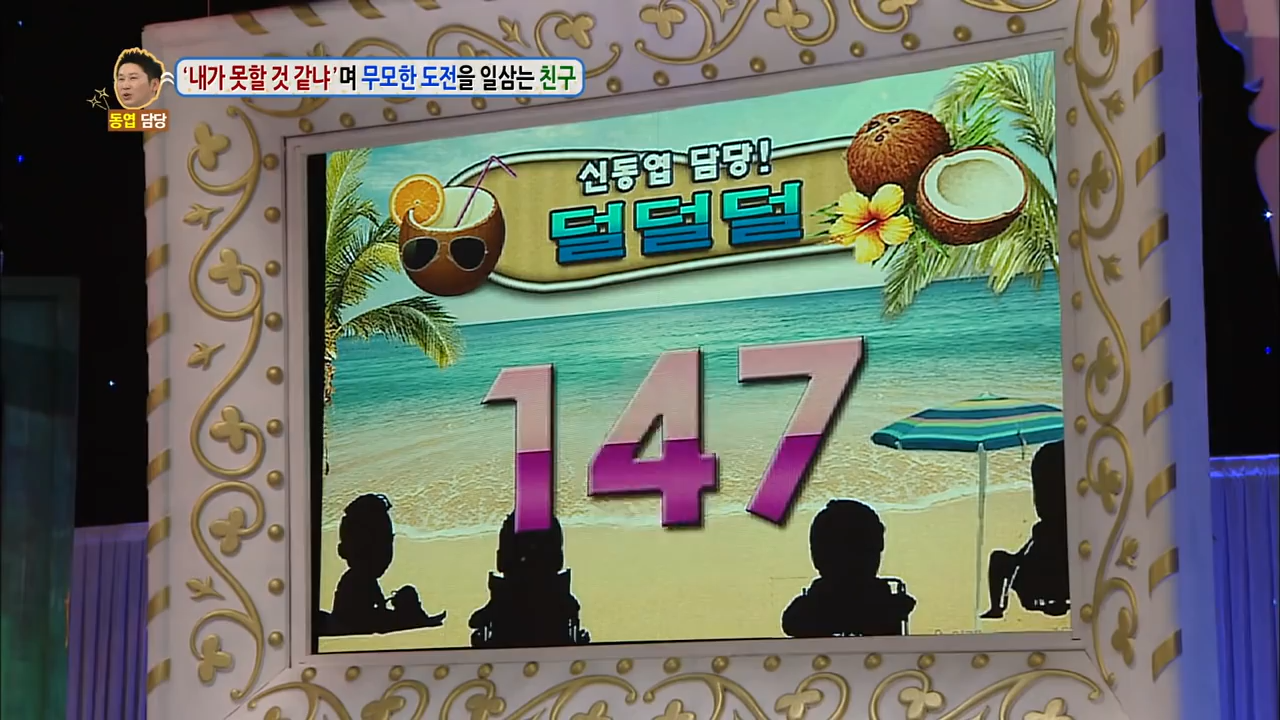 ‘내가 못할 것 같냐’며 무모한 도전을 일삼는 친구
동엽 담당
신동엽 담당!
덜덜덜
147